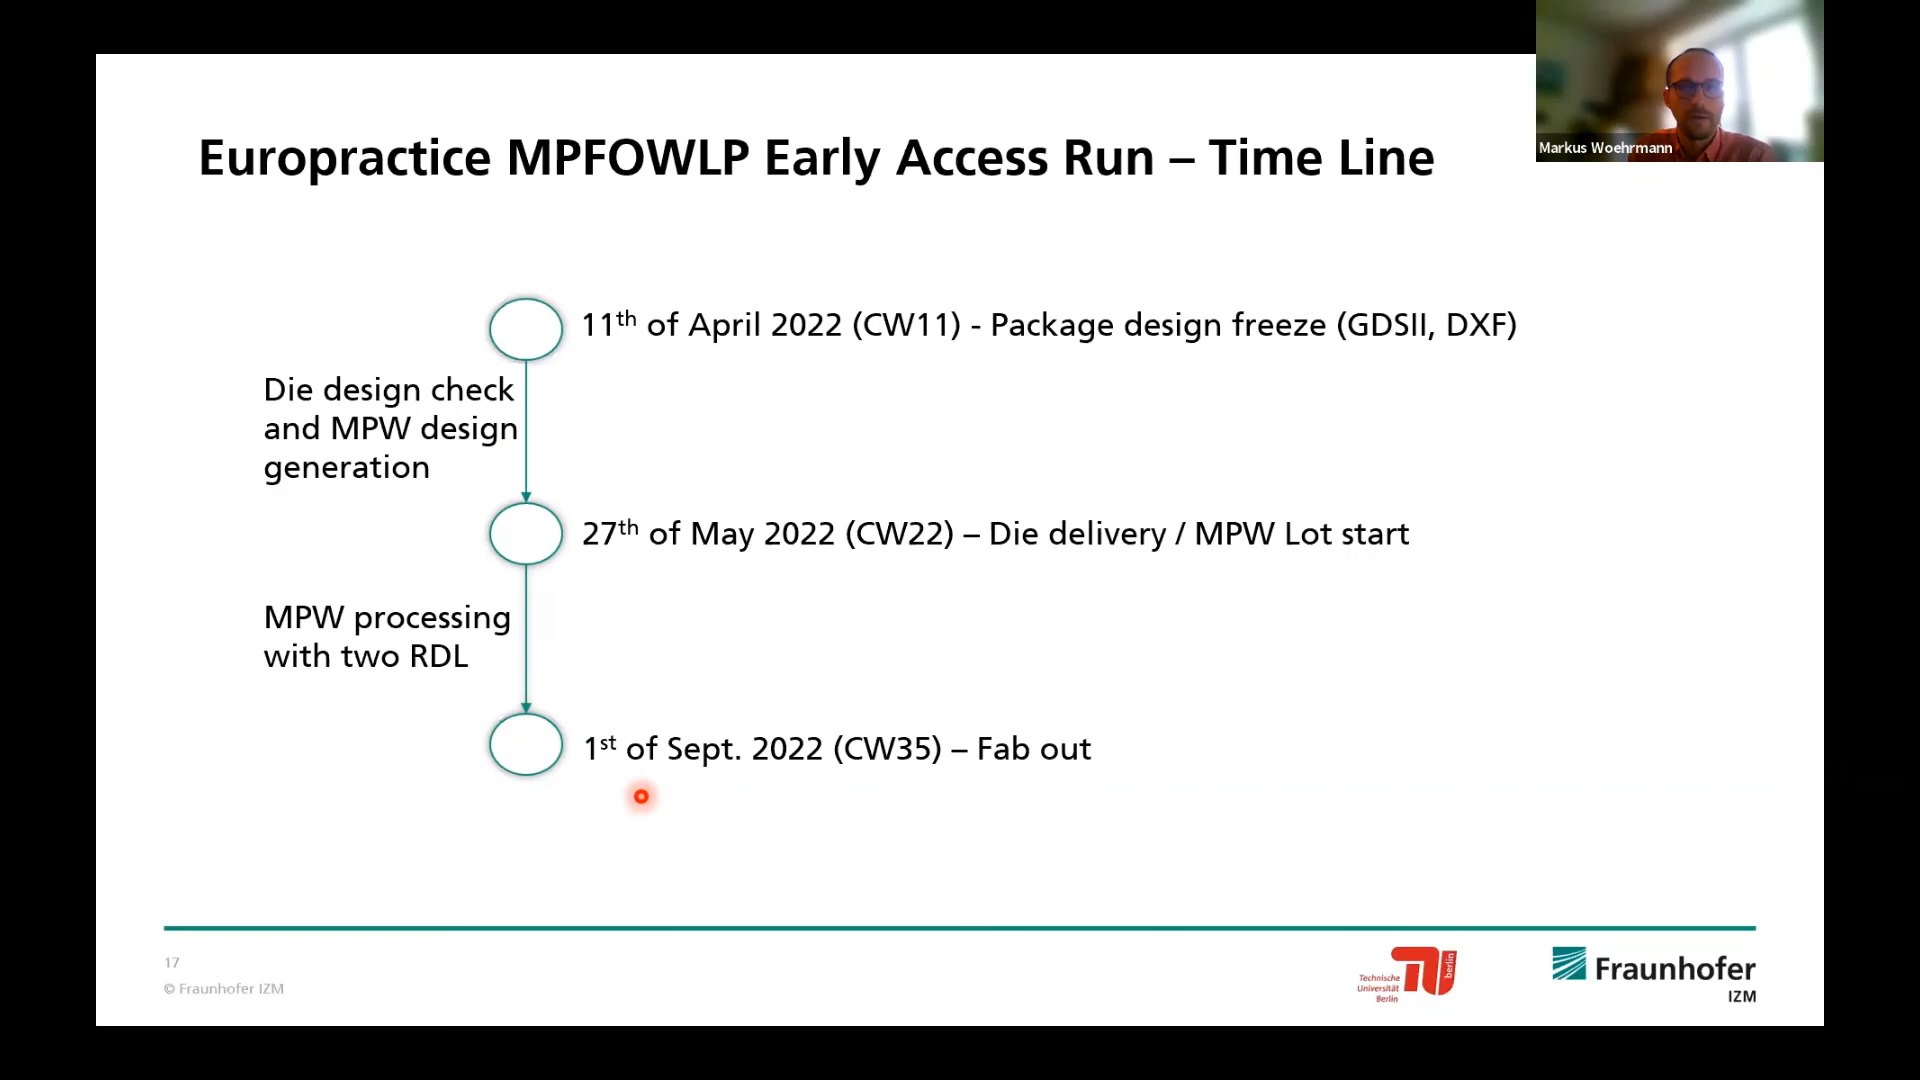 Markus Woehrmann
Europractice MPFOWLP Early Access Run – Time Line
11th of April 2022 (CW11) - Package design freeze (GDSII, DXF)
Die design check
and MPW design
generation
27th of May 2022 (CW22) – Die delivery / MPW Lot start
MPW processing
with two RDL
1st of Sept. 2022 (CW35) – Fab out
17
© Fraunhofer IZM
Technische
Universität
Berlin
berlin
Fraunhofer
IZM